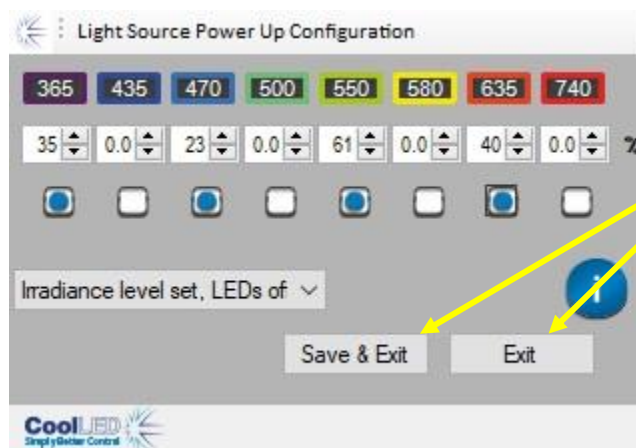 Light Source Power Up Configuration
365 435 470 500 550 580 635 740
35 0.0 23 0.0 61 0.0 40 0.0 %
Irradiance level set, LEDs of
i
Save & Exit Exit
CoolLED
Simply Better Control